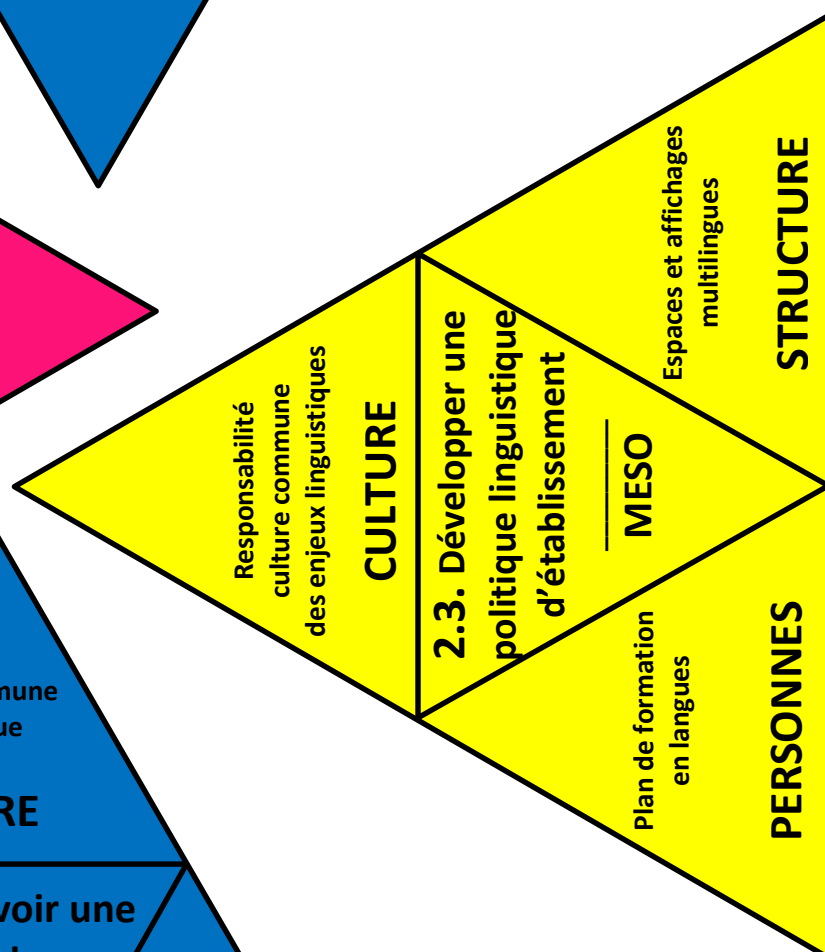 Responsabilité
culture commune
des enjeux linguistiques
CULTURE
2.3. Développer une
politique linguistique
d'établissement
MESO
Espaces et affichages
multilingues
STRUCTURE
Plan de formation
en langues
PERSONNES
mune
ue
RE
voir une